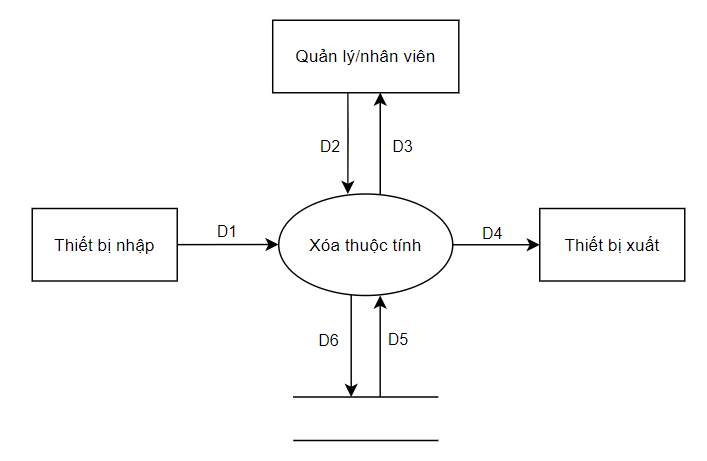 Quản lý/nhân viên
D2
D3
Thiết bị nhập
D1
Xóa thuộc tính
D4
Thiết bị xuất
D6
D5